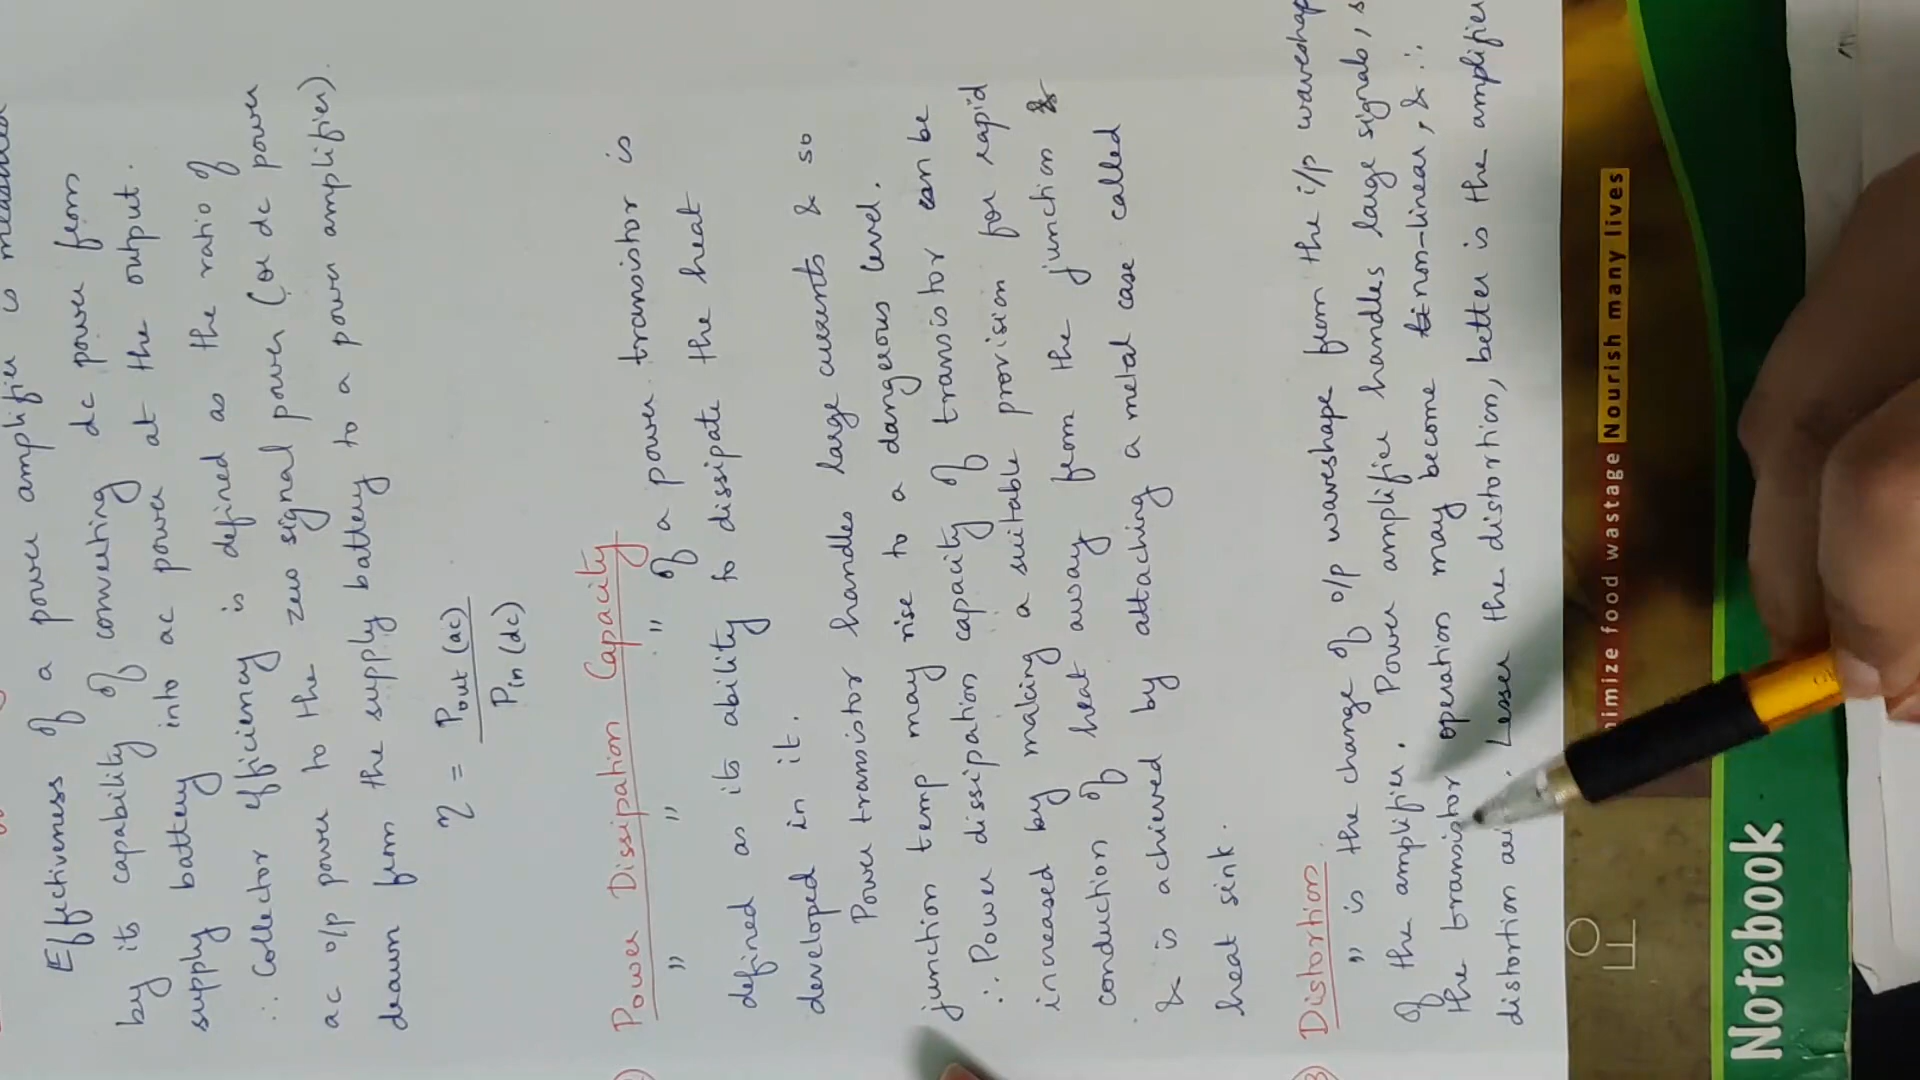 Effectiveness of a power amplifier is measured
by its capability of converting dc power from
supply battery into ac power at the output.
∴ Collector efficiency is defined as the ratio of
ac o/p power to the zero signal power (or dc power
drawn from the supply battery to a power amplifier).
η = Pout (ac) / Pin (dc)
Power Dissipation Capacity
" " " of a power transistor is
defined as its ability to dissipate the heat
developed in it.
Power transistor handles large currents & so
junction temp may rise to a dangerous level.
∴ Power dissipation capacity of transistor can be
increased by making a suitable provision for rapid
conduction of heat away from the junction &
& is achieved by attaching a metal case called
heat sink.
3) Distortion.
" is the change of o/p waveshape from the i/p waveshap
of the amplifier. Power amplifier handles large signals, s
the transistor operation may become non-linear, & ∴
distortion Lesser the distortion, better is the amplifier
nimize food wastage Nourish many lives
Notebook